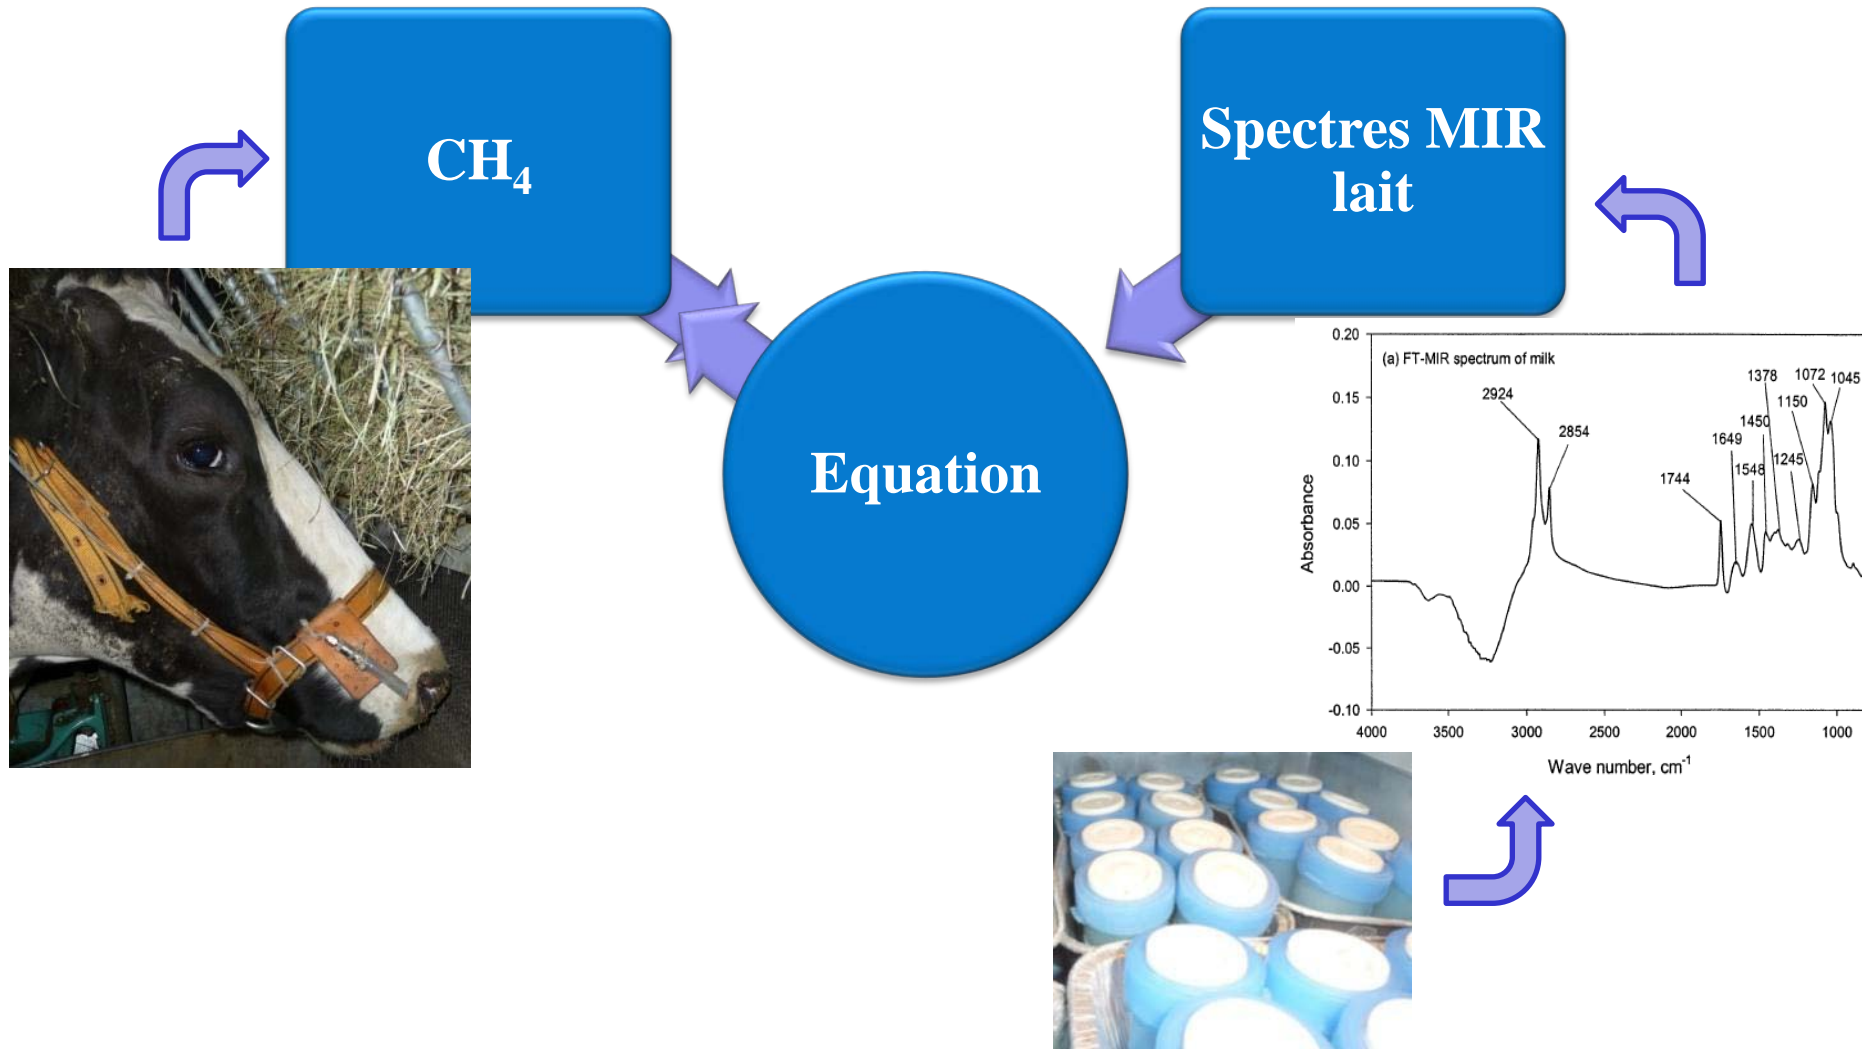 CH₄
Spectres MIR
lait
Equation
(a) FT-MIR spectrum of milk
2924
2854
1744
1649
1548
1450
1378
1245
1150
1072
1045
Absorbance
0.20
0.15
0.10
0.05
0.00
-0.05
-0.10
4000 3500 3000 2500 2000 1500 1000
Wave number, cm⁻¹